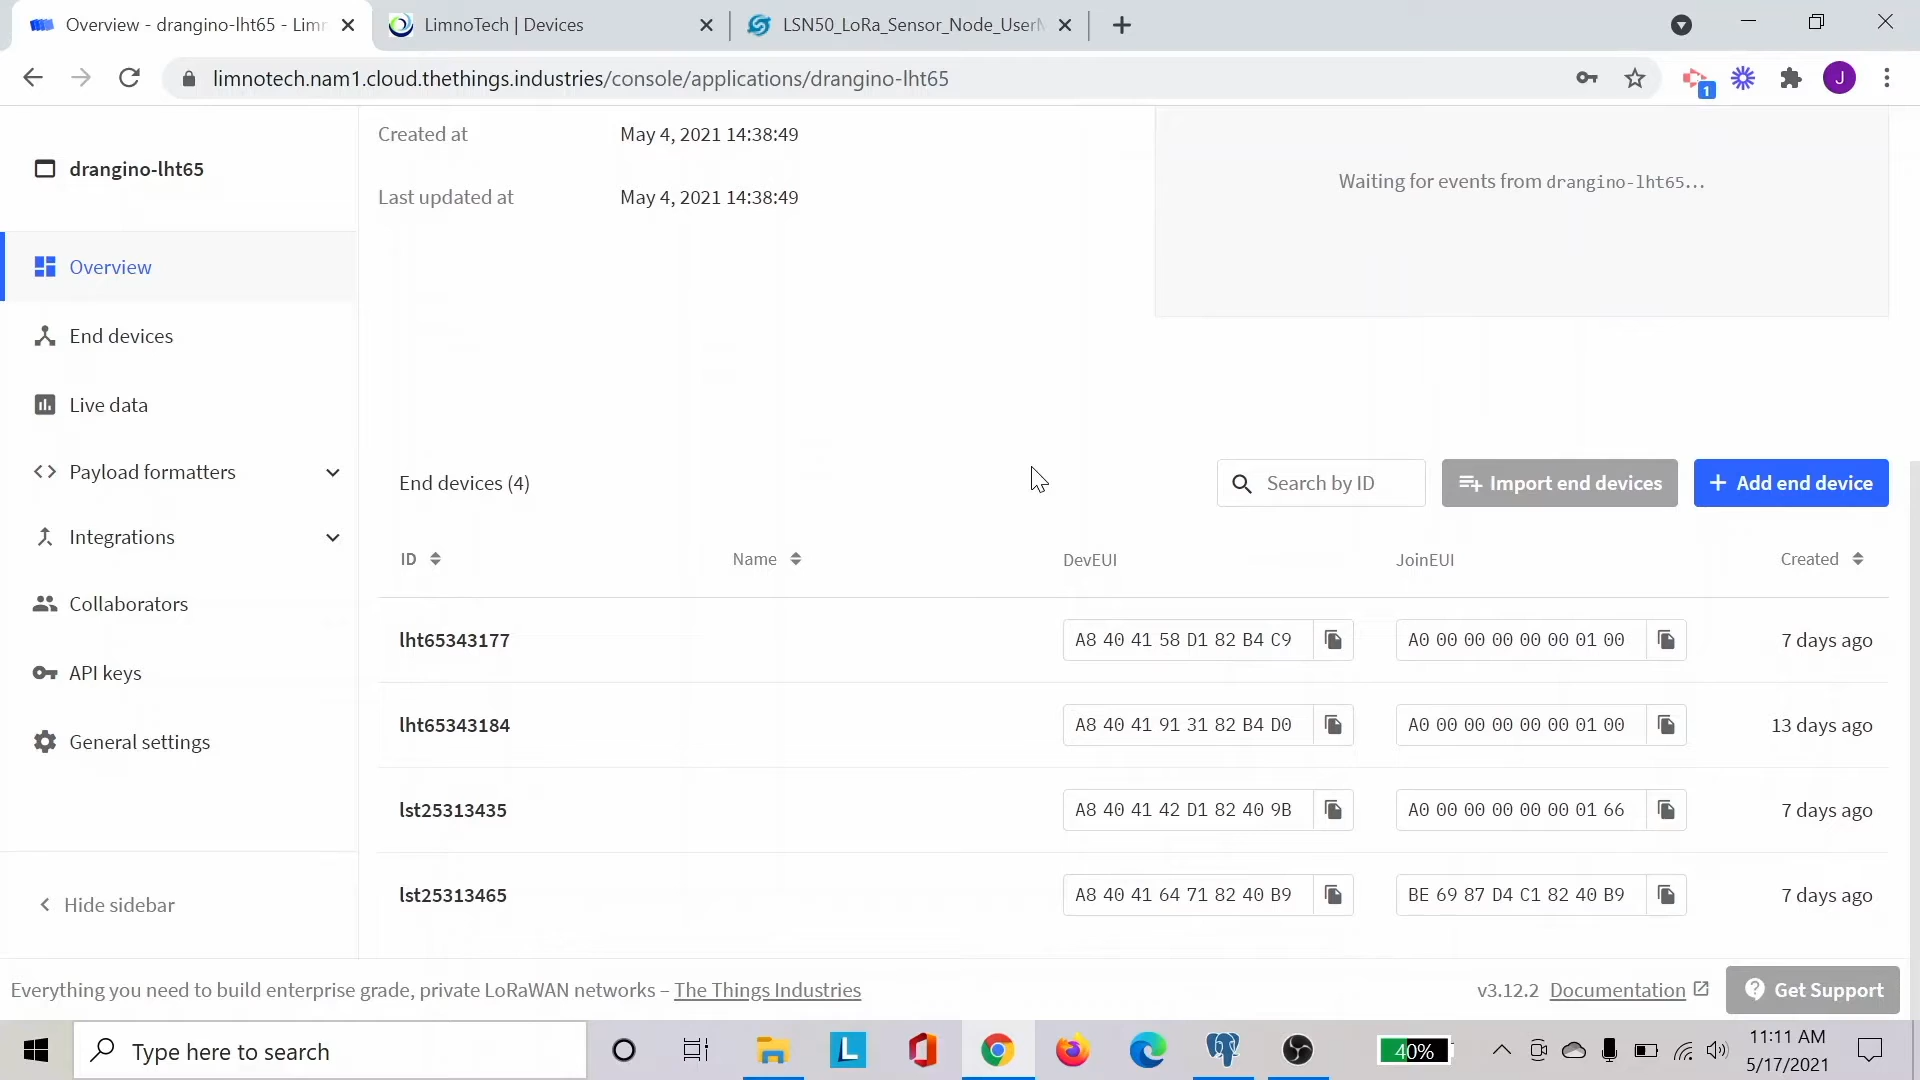 Overview - drangino-lht65 - Limn
LimnoTech | Devices
LSN50_LoRa_Sensor_Node_UserM
limnotech.nam1.cloud.thethings.industries/console/applications/drangino-lht65
1
J
drangino-lht65
Overview
End devices
Live data
Payload formatters
Integrations
Collaborators
API keys
General settings
Hide sidebar
Created at May 4, 2021 14:38:49
Last updated at May 4, 2021 14:38:49
Waiting for events from drangino-lht65...
End devices (4)
Search by ID
Import end devices
+ Add end device
ID Name DevEUI JoinEUI Created
lht65343177 A8 40 41 58 D1 82 B4 C9 A0 00 00 00 00 00 01 00 7 days ago
lht65343184 A8 40 41 91 31 82 B4 D0 A0 00 00 00 00 00 01 00 13 days ago
lst25313435 A8 40 41 42 D1 82 40 9B A0 00 00 00 00 00 01 66 7 days ago
lst25313465 A8 40 41 64 71 82 40 B9 BE 69 87 D4 C1 82 40 B9 7 days ago
Everything you need to build enterprise grade, private LoRaWAN networks – The Things Industries
v3.12.2 Documentation
Get Support
Type here to search
L
40%
11:11 AM
5/17/2021